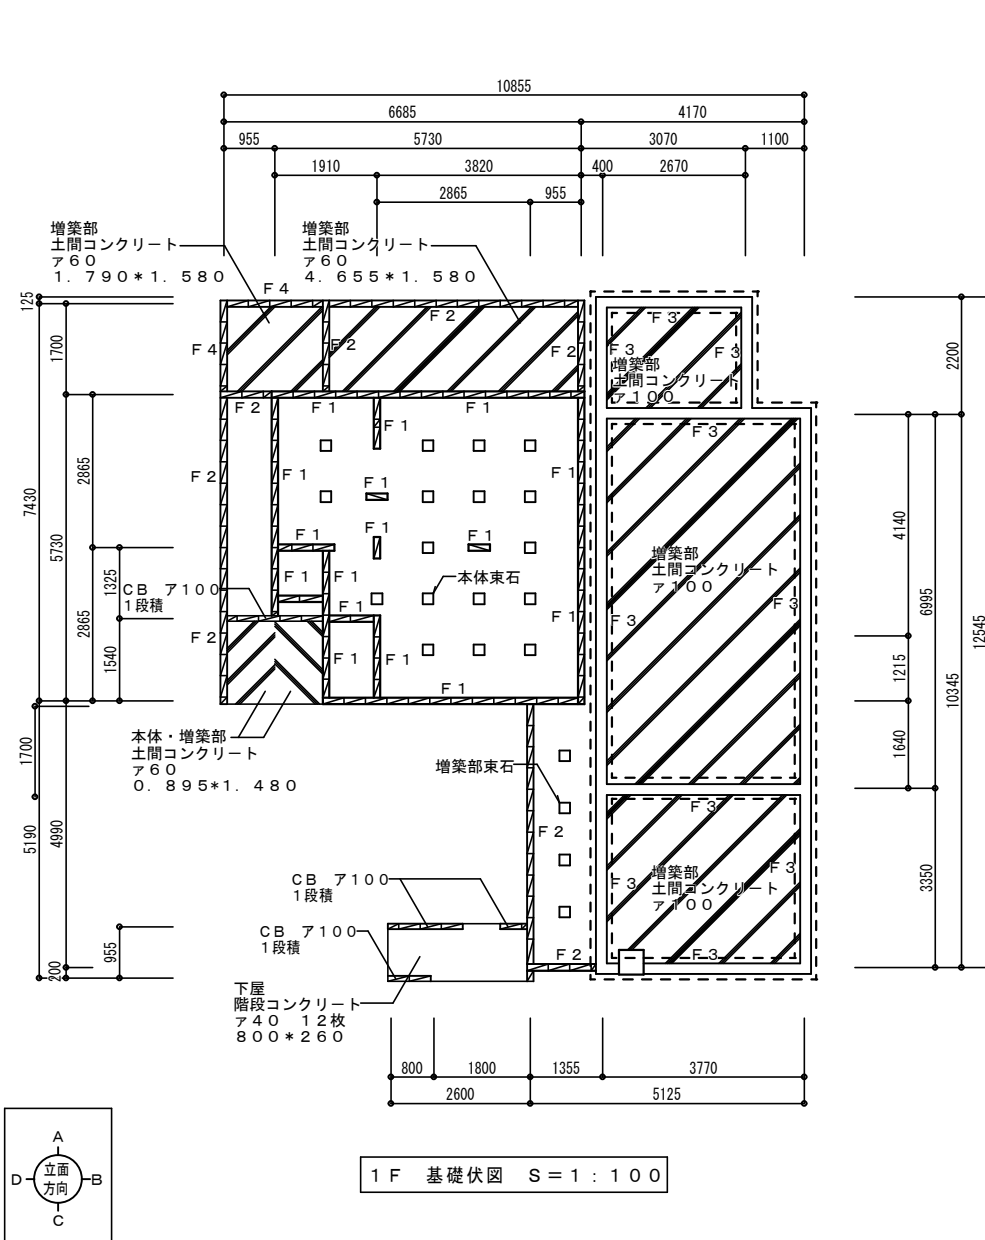 10855
6685 4170
955 5730 3070 1100
1910 3820 400 2670
2865 955
増築部
土間コンクリート
ァ60
1. 790*1. 580
増築部
土間コンクリート
ァ60
4. 655*1. 580
F4
F2
F4
F2
F2
F3
F3
F3
増築部
土間コンクリート
ァ100
125
1700
7430
5730
2865
1325
2865
1540
1700
5190
4990
955
200
2200
4140
6995
12545
1215
10345
1640
3350
F2
F1
F1
F1
F3
F2
F1
F1
F1
F1
F1
F1
F1
F1
増築部
土間コンクリート
ァ100
本体束石
CB ア100
1段積
F1
F3
F3
F1
F2
F1
F1
F1
本体・増築部
土間コンクリート
ァ60
0. 895*1. 480
増築部束石
F3
F2
F3
F3
増築部
土間コンクリート
ァ100
CB ア100
1段積
CB ア100
1段積
F2
F3
下屋
階段コンクリート
ァ40 12枚
800*260
800 1800 1355 3770
2600 5125
A
D 立面 B
方向
C
1F 基礎伏図 S=1:100